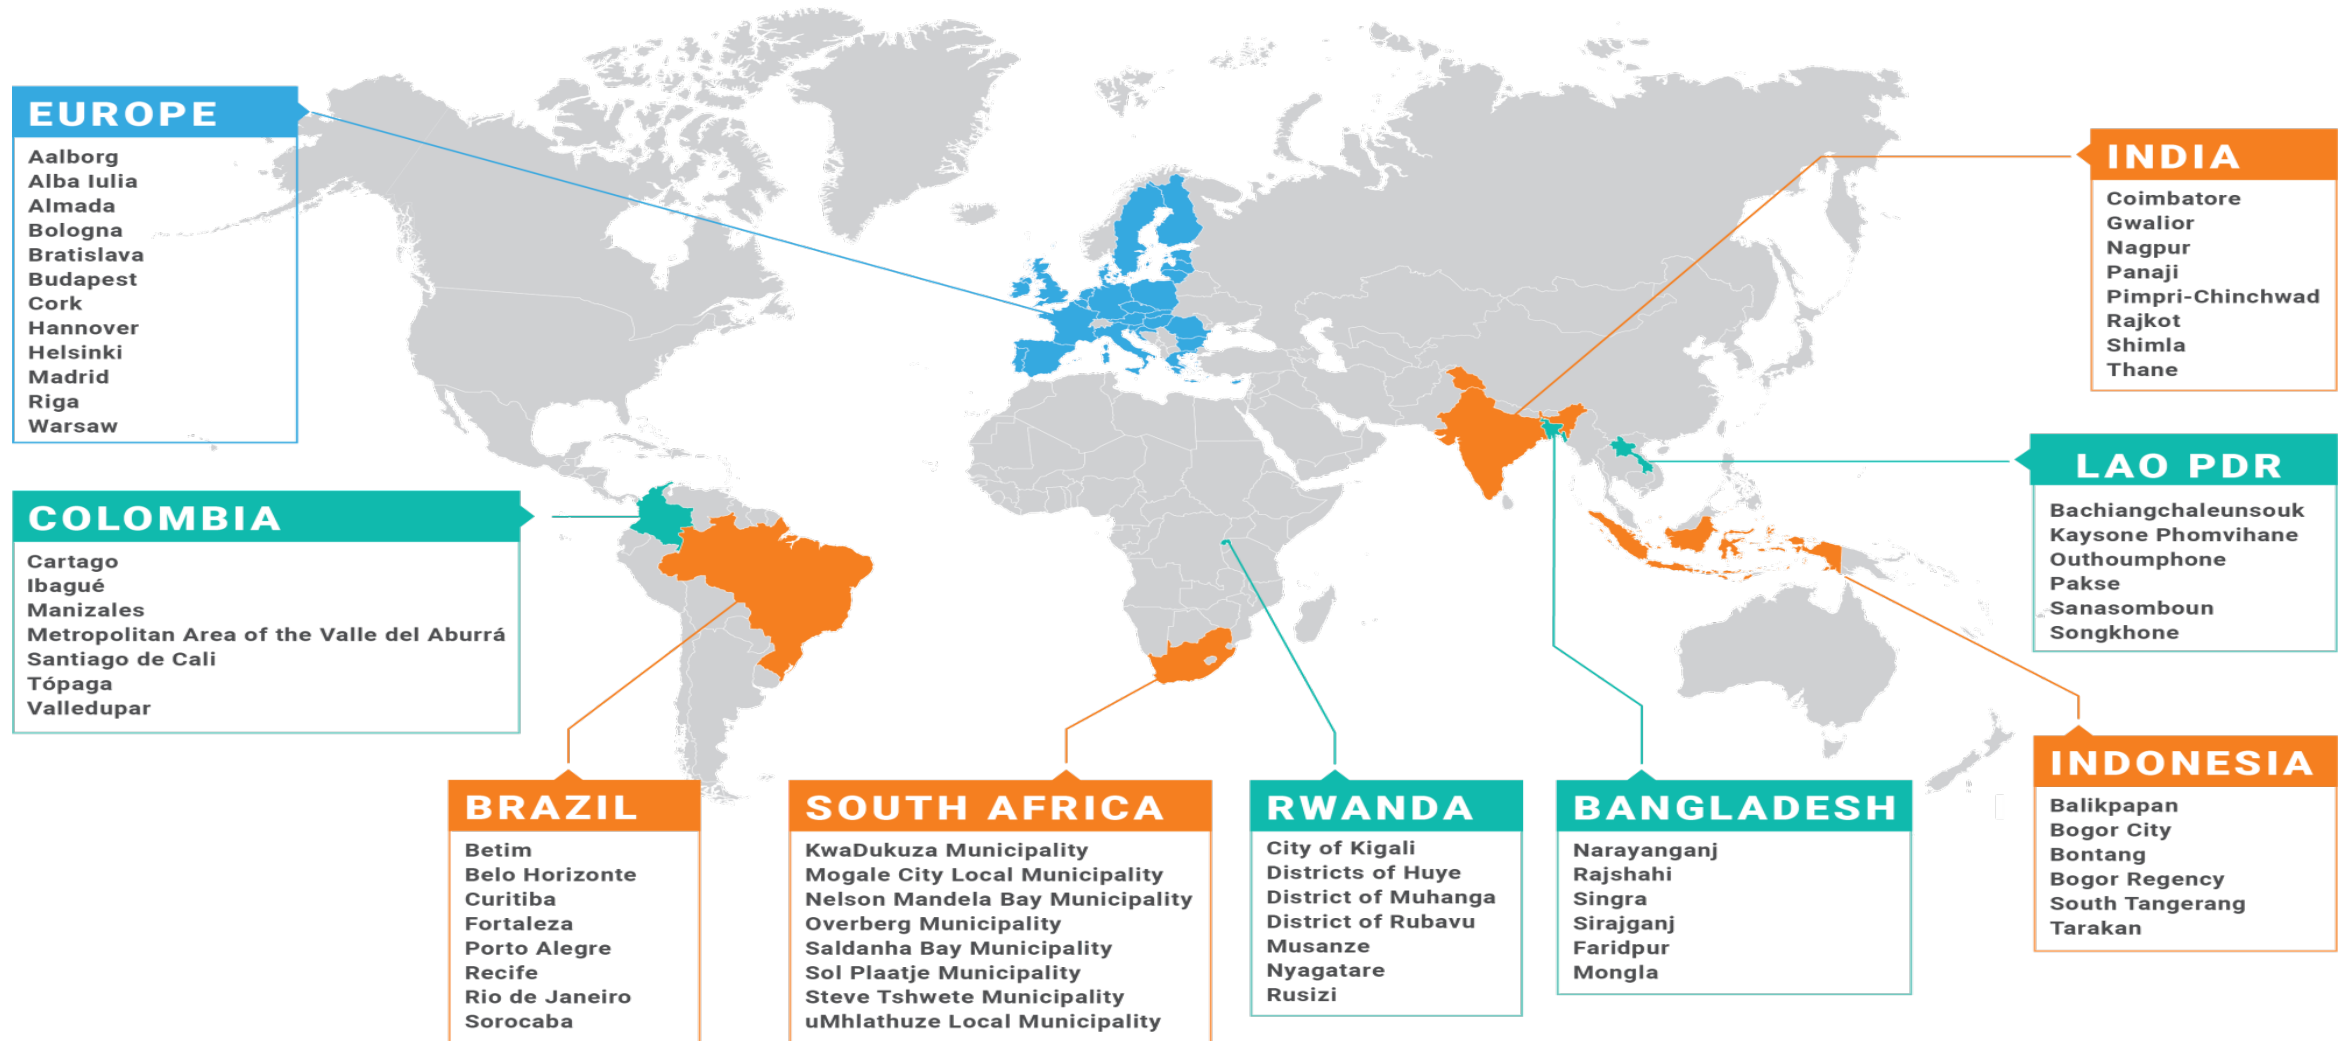 EUROPE
Aalborg
Alba Iulia
Almada
Bologna
Bratislava
Budapest
Cork
Hannover
Helsinki
Madrid
Riga
Warsaw
COLOMBIA
Cartago
Ibagué
Manizales
Metropolitan Area of the Valle del Aburrá
Santiago de Cali
Tópaga
Valledupar
BRAZIL
Betim
Belo Horizonte
Curitiba
Fortaleza
Porto Alegre
Recife
Rio de Janeiro
Sorocaba
SOUTH AFRICA
KwaDukuza Municipality
Mogale City Local Municipality
Nelson Mandela Bay Municipality
Overberg Municipality
Saldanha Bay Municipality
Sol Plaatje Municipality
Steve Tshwete Municipality
uMhlathuze Local Municipality
RWANDA
City of Kigali
Districts of Huye
District of Muhanga
District of Rubavu
Musanze
Nyagatare
Rusizi
BANGLADESH
Narayanganj
Rajshahi
Singra
Sirajganj
Faridpur
Mongla
INDIA
Coimbatore
Gwalior
Nagpur
Panaji
Pimpri-Chinchwad
Rajkot
Shimla
Thane
LAO PDR
Bachiangchaleunsouk
Kaysone Phomvihane
Outhoumphone
Pakse
Sanasomboun
Songkhone
INDONESIA
Balikpapan
Bogor City
Bontang
Bogor Regency
South Tangerang
Tarakan